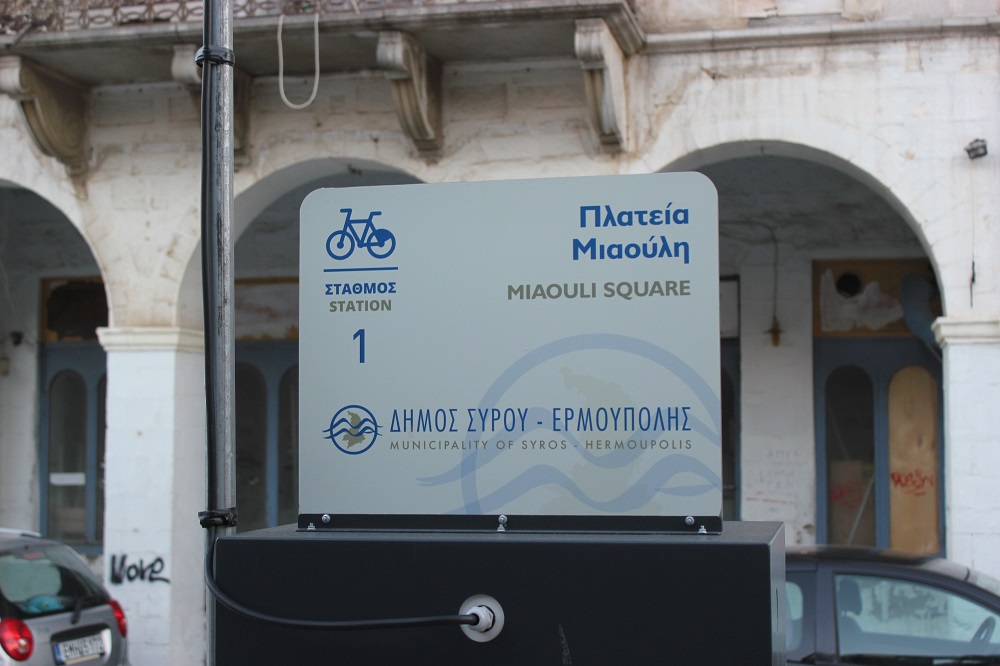 Πλατεία
Μιαούλη
MIAOULI SQUARE
ΣΤΑΘΜΟΣ
STATION
1
ΔΗΜΟΣ ΣΥΡΟΥ - ΕΡΜΟΥΠΟΛΗΣ
MUNICIPALITY OF SYROS - HERMOUPOLIS